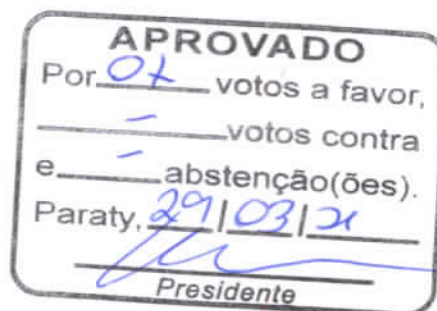 APROVADO
Por 07 votos a favor,
- votos contra
e - abstenção(ões).
Paraty, 29/03/21
Presidente